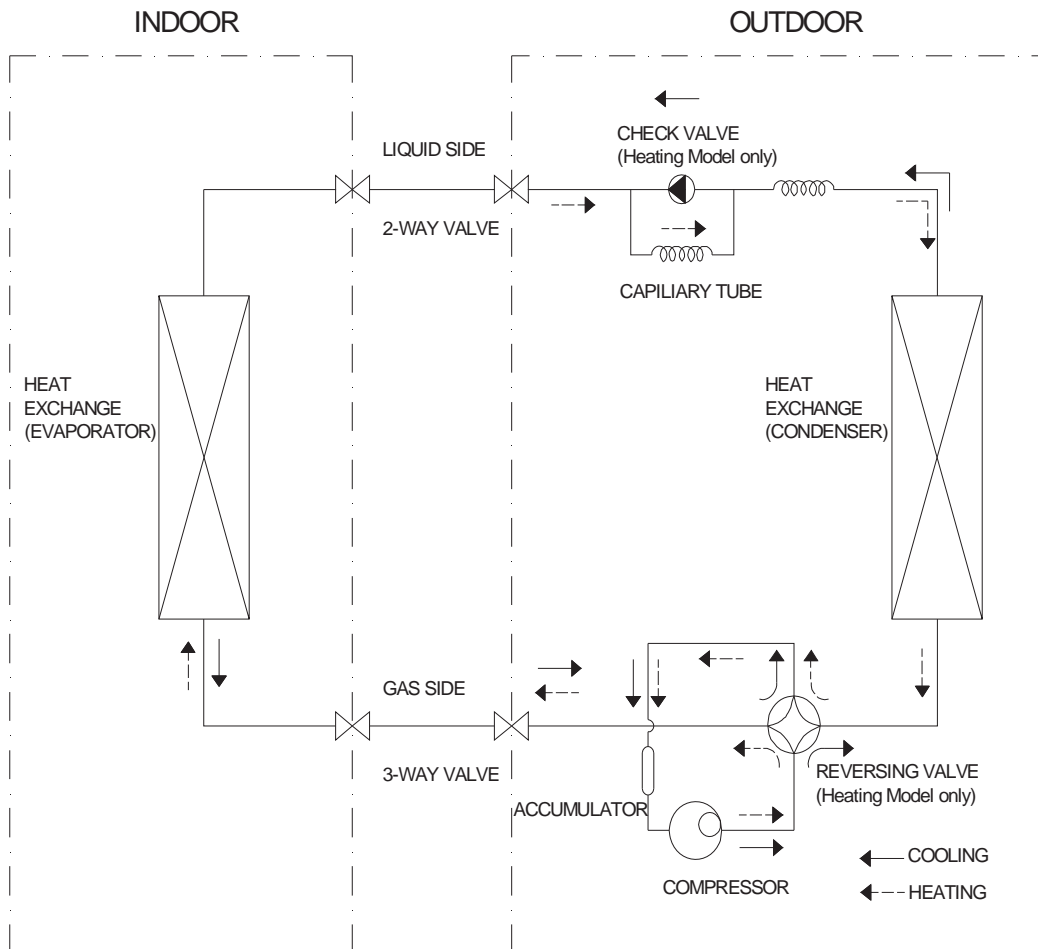 INDOOR
OUTDOOR
LIQUID SIDE
2-WAY VALVE
CHECK VALVE
(Heating Model only)
CAPILIARY TUBE
HEAT
EXCHANGE
(EVAPORATOR)
HEAT
EXCHANGE
(CONDENSER)
GAS SIDE
3-WAY VALVE
ACCUMULATOR
COMPRESSOR
REVERSING VALVE
(Heating Model only)
COOLING
HEATING